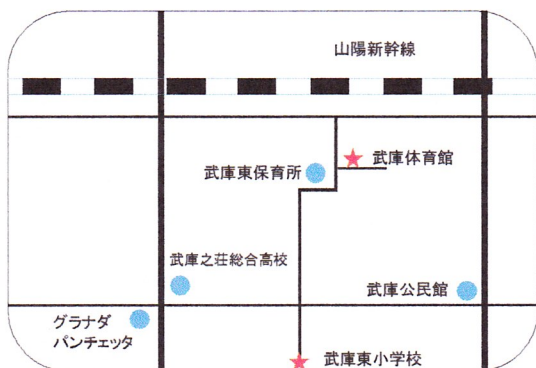 山陽新幹線
武庫体育館
武庫東保育所
武庫之荘総合高校
武庫公民館
グラナダ
パンチェッタ
武庫東小学校